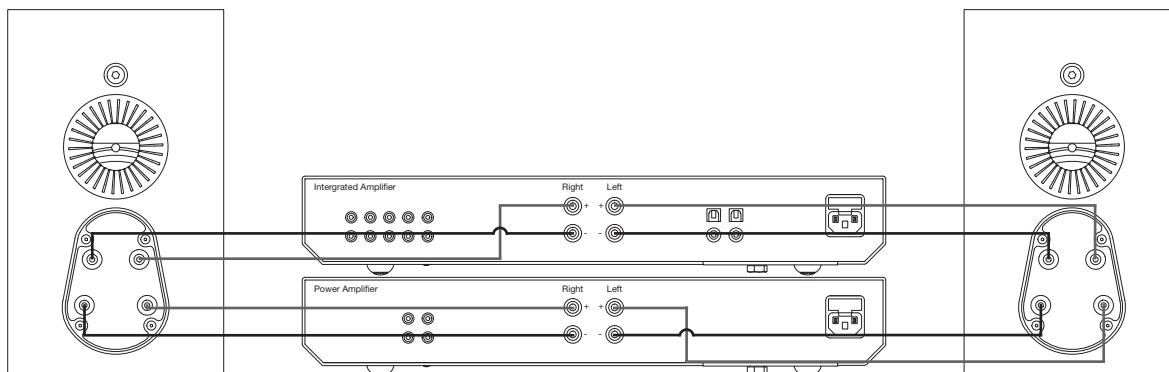 Intergrated Amplifier
Right Left
+ +
- -
Power Amplifier
Right Left
+ +
- -